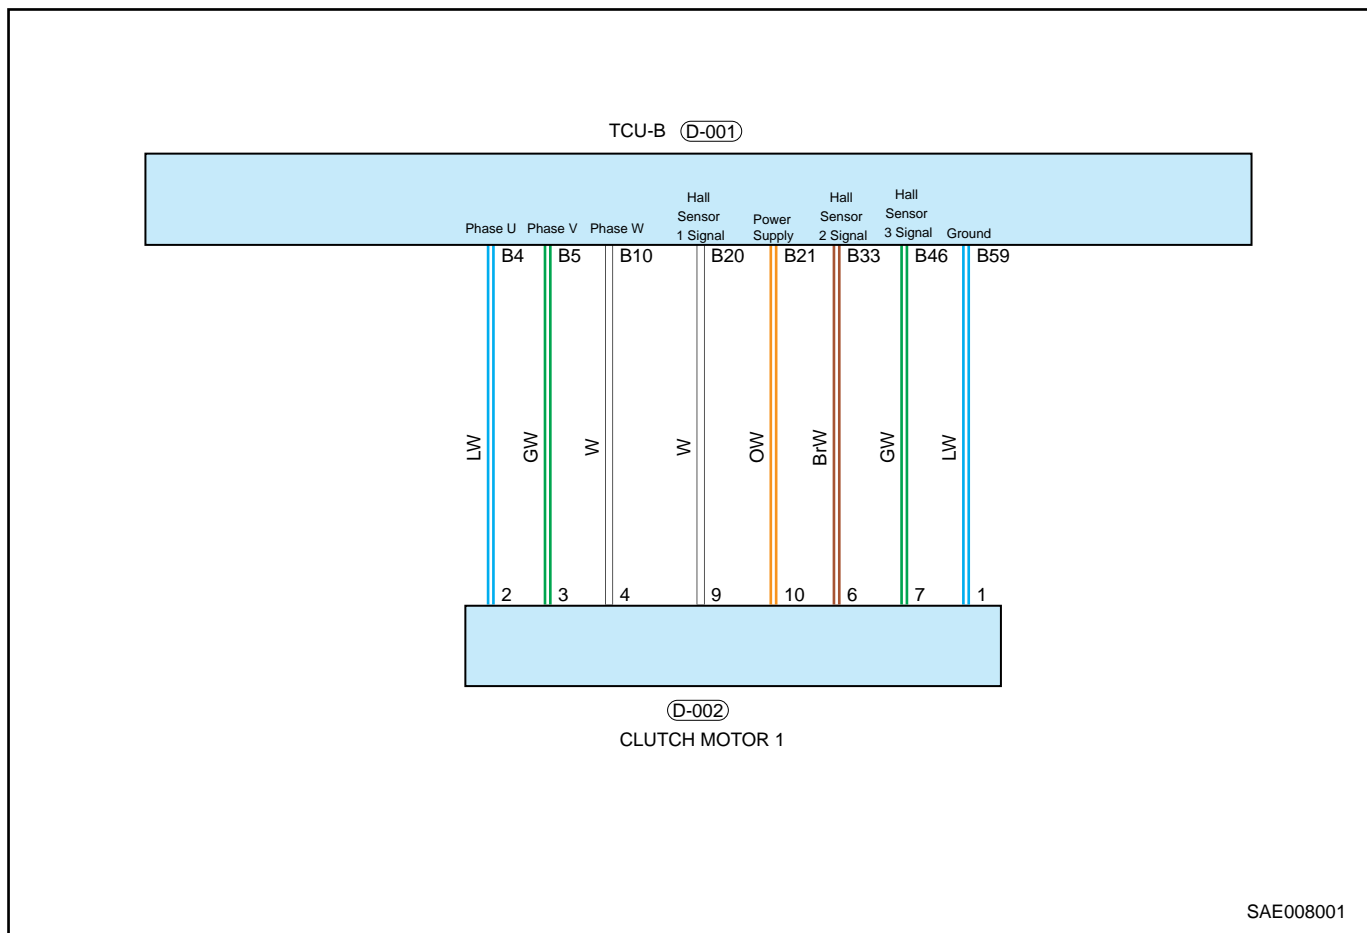 TCU-B D-001
Hall
Sensor
1 Signal
Hall
Sensor
2 Signal
Hall
Sensor
3 Signal
Power
Supply
Phase U Phase V Phase W
Ground
B4 B5 B10 B20 B21 B33 B46 B59
LW GW W W OW BrW GW LW
2 3 4 9 10 6 7 1
D-002
CLUTCH MOTOR 1
SAE008001